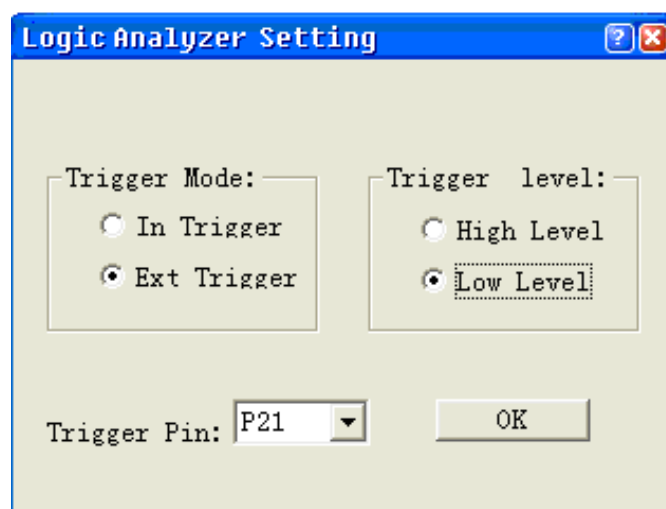 Logic Analyzer Setting
Trigger Mode:
In Trigger
Ext Trigger
Trigger level:
High Level
Low Level
Trigger Pin: P21
OK